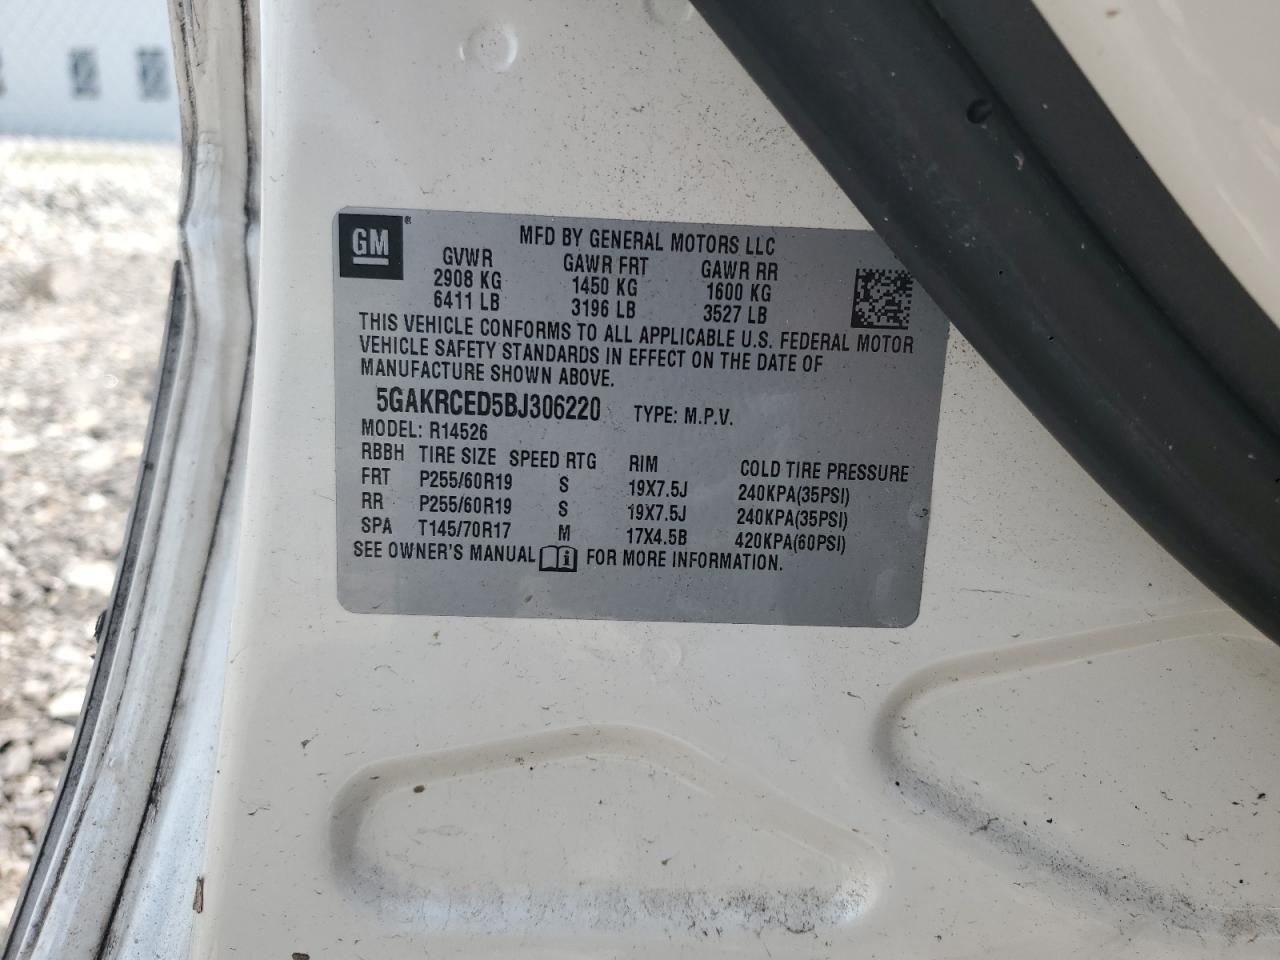 GM ®
MFD BY GENERAL MOTORS LLC
GVWR GAWR FRT GAWR RR
2908 KG 1450 KG 1600 KG
6411 LB 3196 LB 3527 LB
THIS VEHICLE CONFORMS TO ALL APPLICABLE U.S. FEDERAL MOTOR
VEHICLE SAFETY STANDARDS IN EFFECT ON THE DATE OF
MANUFACTURE SHOWN ABOVE.
5GAKRCED5BJ306220 TYPE: M.P.V.
MODEL: R14526
RBBH TIRE SIZE SPEED RTG RIM COLD TIRE PRESSURE
FRT P255/60R19 S 19X7.5J 240KPA(35PSI)
RR P255/60R19 S 19X7.5J 240KPA(35PSI)
SPA T145/70R17 M 17X4.5B 420KPA(60PSI)
SEE OWNER'S MANUAL FOR MORE INFORMATION.